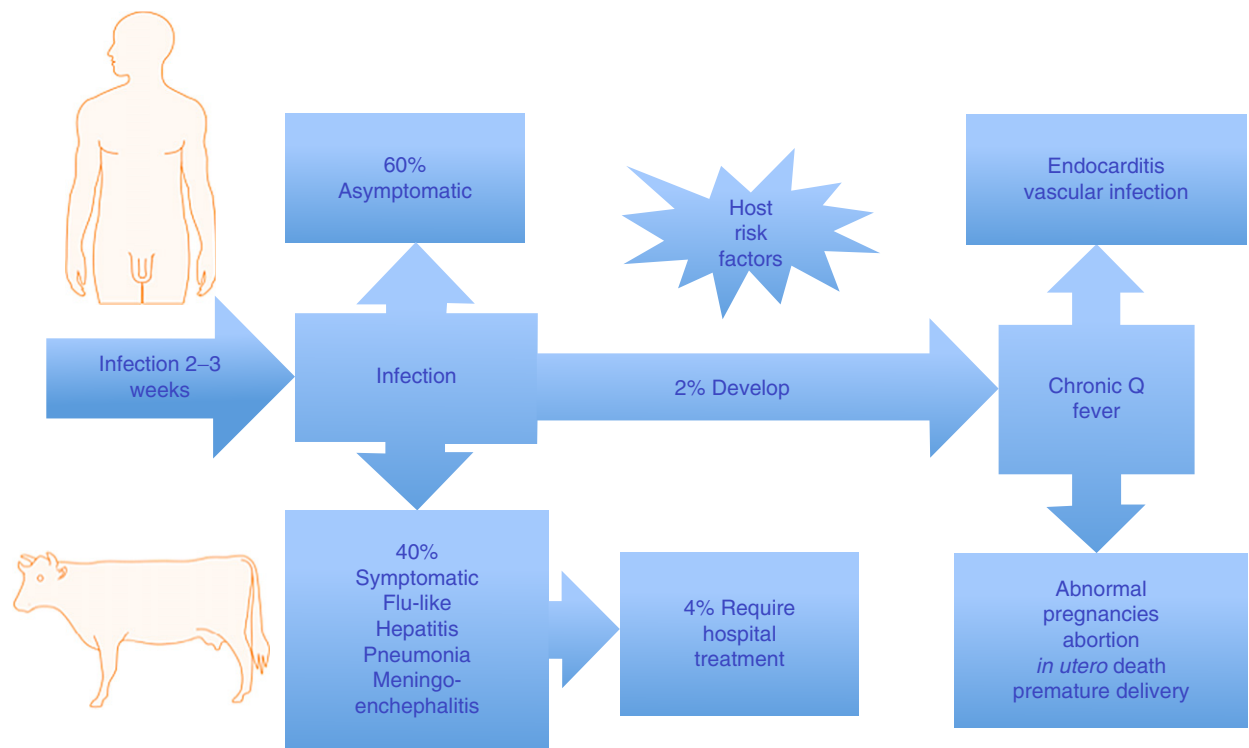 60%
Asymptomatic
Host
risk
factors
Endocarditis
vascular infection
Infection 2–3
weeks
Infection
2% Develop
Chronic Q
fever
40%
Symptomatic
Flu-like
Hepatitis
Pneumonia
Meningo-
enchephalitis
4% Require
hospital
treatment
Abnormal
pregnancies
abortion
in utero death
premature delivery